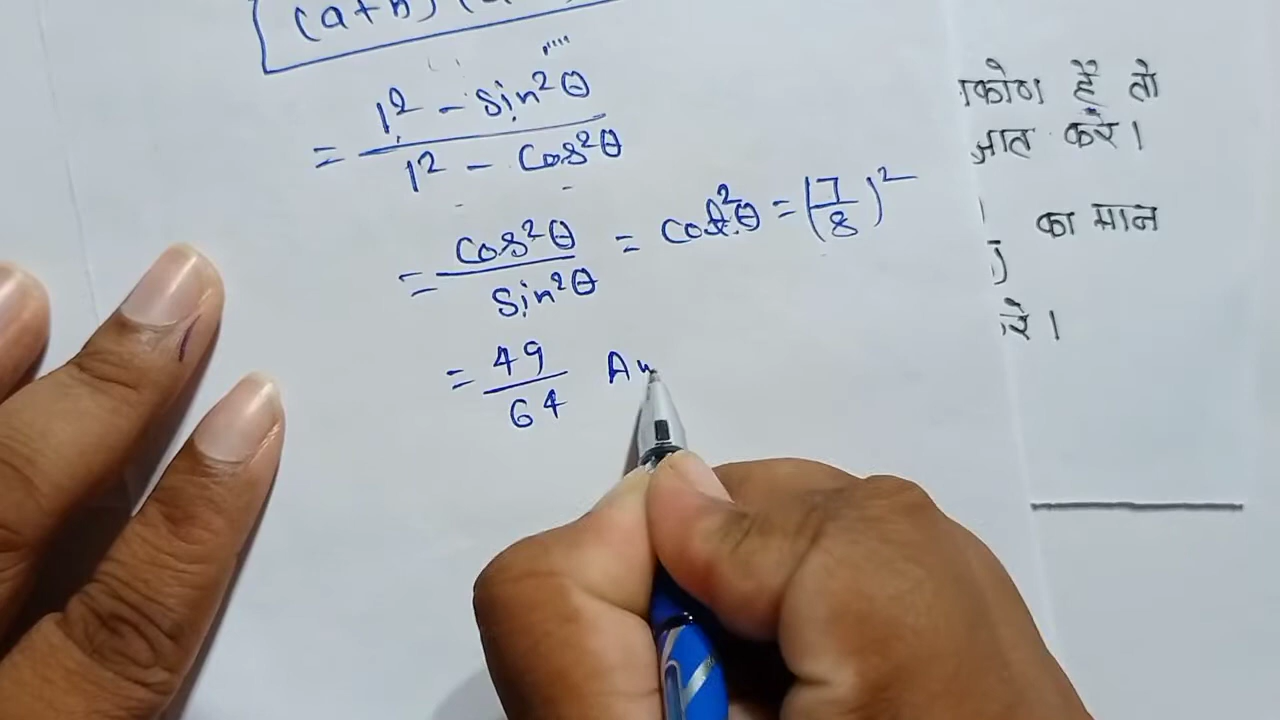 (a+b)
= 1² - Sin²θ / 1² - Cos²θ
= Cos²θ / Sin²θ = Cot²θ = (7/8)²
= 49/64 An
है तो
ज्ञात करें।
का मान